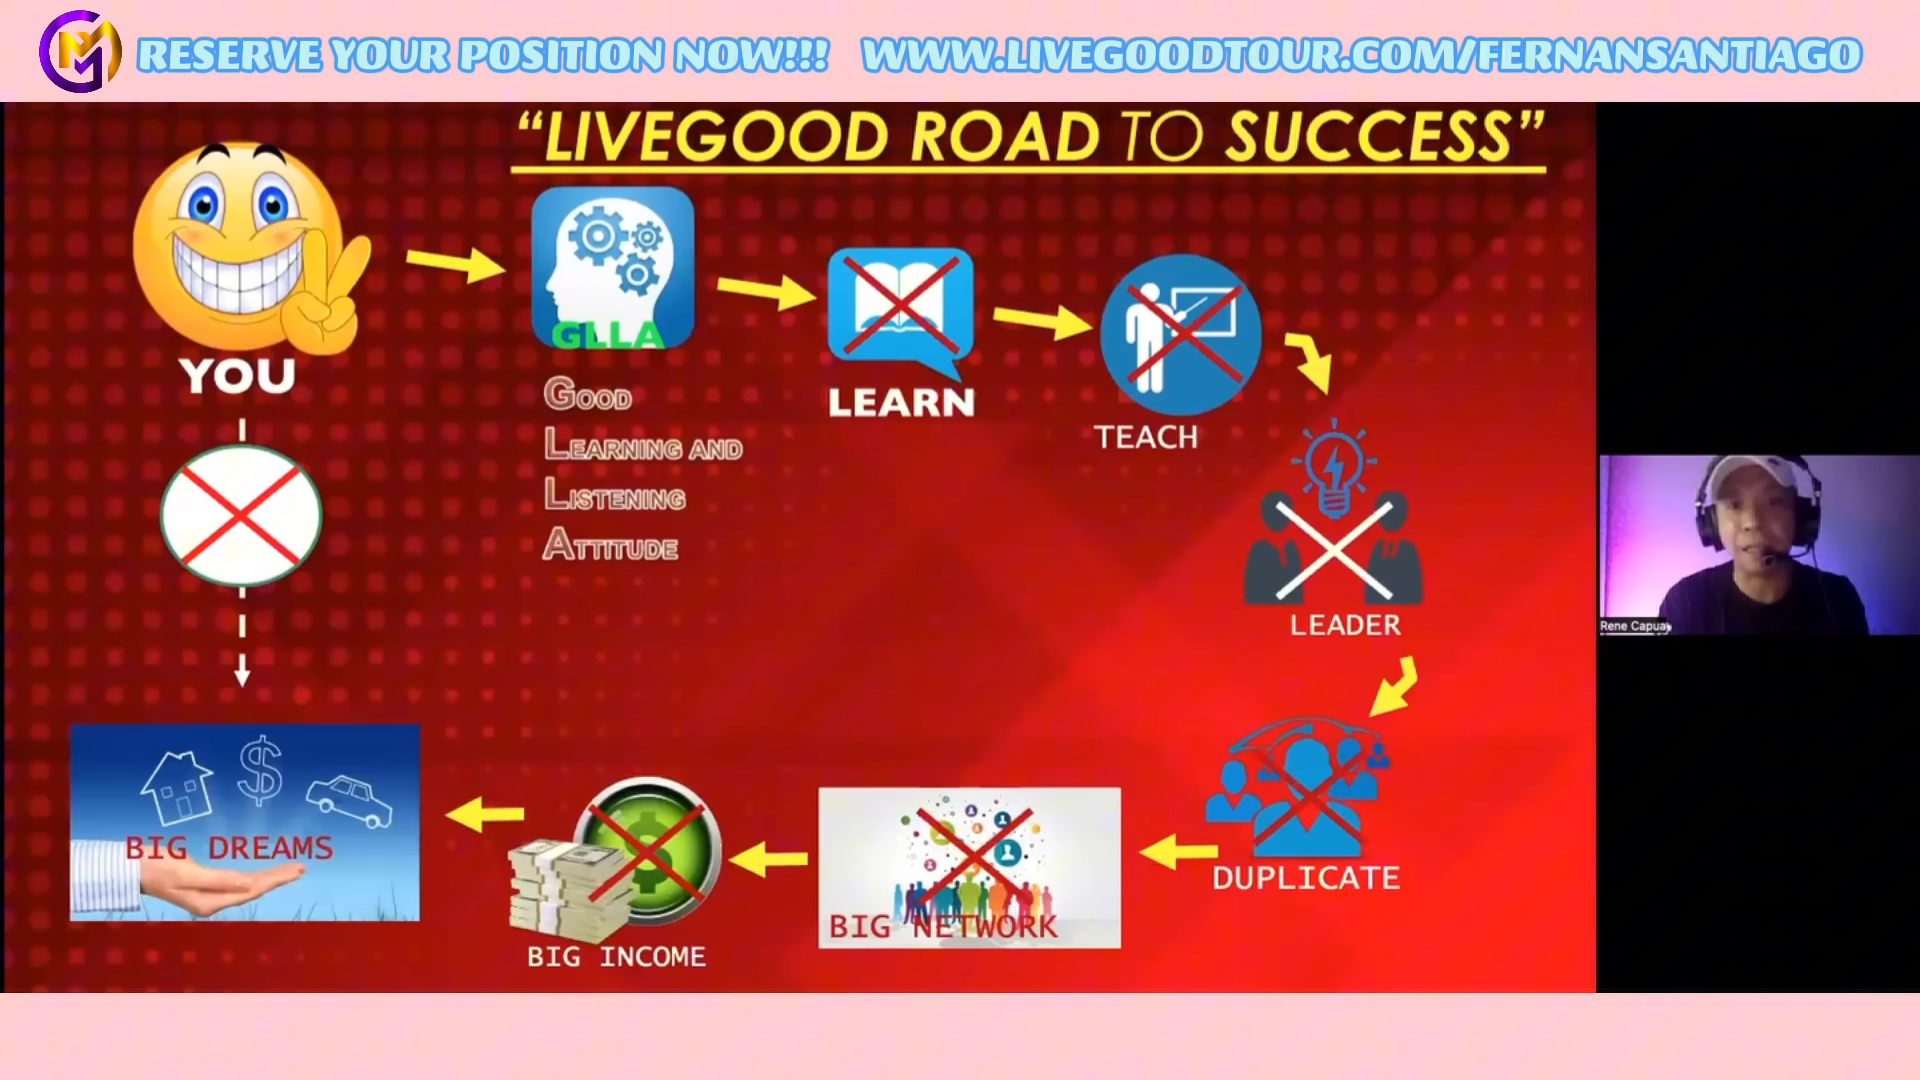 RESERVE YOUR POSITION NOW!!! WWW.LIVEGOODTOUR.COM/FERNANSANTIAGO
“LIVEGOOD ROAD TO SUCCESS”
YOU
GLLA
GOOD
LEARNING AND
LISTENING
ATTITUDE
LEARN
TEACH
LEADER
DUPLICATE
BIG NETWORK
BIG INCOME
BIG DREAMS
Rene Capua